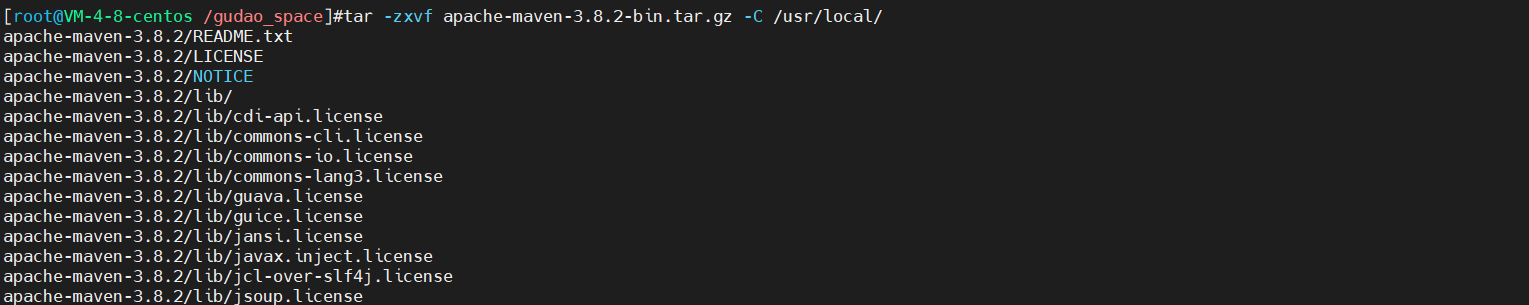 [root@VM-4-8-centos /gudao_space]#tar -zxvf apache-maven-3.8.2-bin.tar.gz -C /usr/local/
apache-maven-3.8.2/README.txt
apache-maven-3.8.2/LICENSE
apache-maven-3.8.2/NOTICE
apache-maven-3.8.2/lib/
apache-maven-3.8.2/lib/cdi-api.license
apache-maven-3.8.2/lib/commons-cli.license
apache-maven-3.8.2/lib/commons-io.license
apache-maven-3.8.2/lib/commons-lang3.license
apache-maven-3.8.2/lib/guava.license
apache-maven-3.8.2/lib/guice.license
apache-maven-3.8.2/lib/jansi.license
apache-maven-3.8.2/lib/javax.inject.license
apache-maven-3.8.2/lib/jcl-over-slf4j.license
apache-maven-3.8.2/lib/jsoup.license